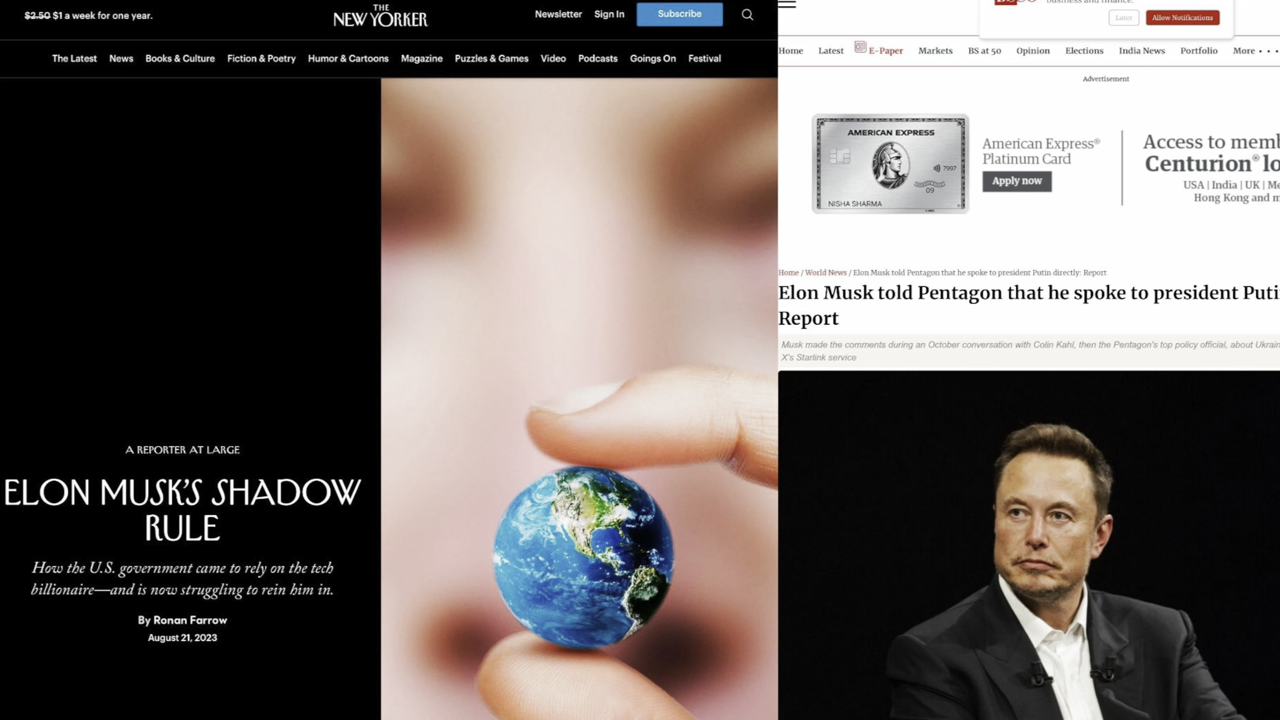 $2.50 $1 a week for one year.
THE
NEW YORKER
Newsletter Sign In Subscribe
The Latest News Books & Culture Fiction & Poetry Humor & Cartoons Magazine Puzzles & Games Video Podcasts Goings On Festival
A REPORTER AT LARGE
ELON MUSK'S SHADOW
RULE
How the U.S. government came to rely on the tech
billionaire—and is now struggling to rein him in.
By Ronan Farrow
August 21, 2023
business and finance.
Later Allow Notifications
Home Latest E-Paper Markets BS at 50 Opinion Elections India News Portfolio More
Advertisement
AMERICAN EXPRESS
7997
09
NISHA SHARMA
American Express®
Platinum Card
Apply now
Access to memb
Centurion® lo
USA | India | UK | Me
Hong Kong and m
Home / World News / Elon Musk told Pentagon that he spoke to president Putin directly: Report
Elon Musk told Pentagon that he spoke to president Puti
Report
Musk made the comments during an October conversation with Colin Kahl, then the Pentagon's top policy official, about Ukrain
X's Starlink service